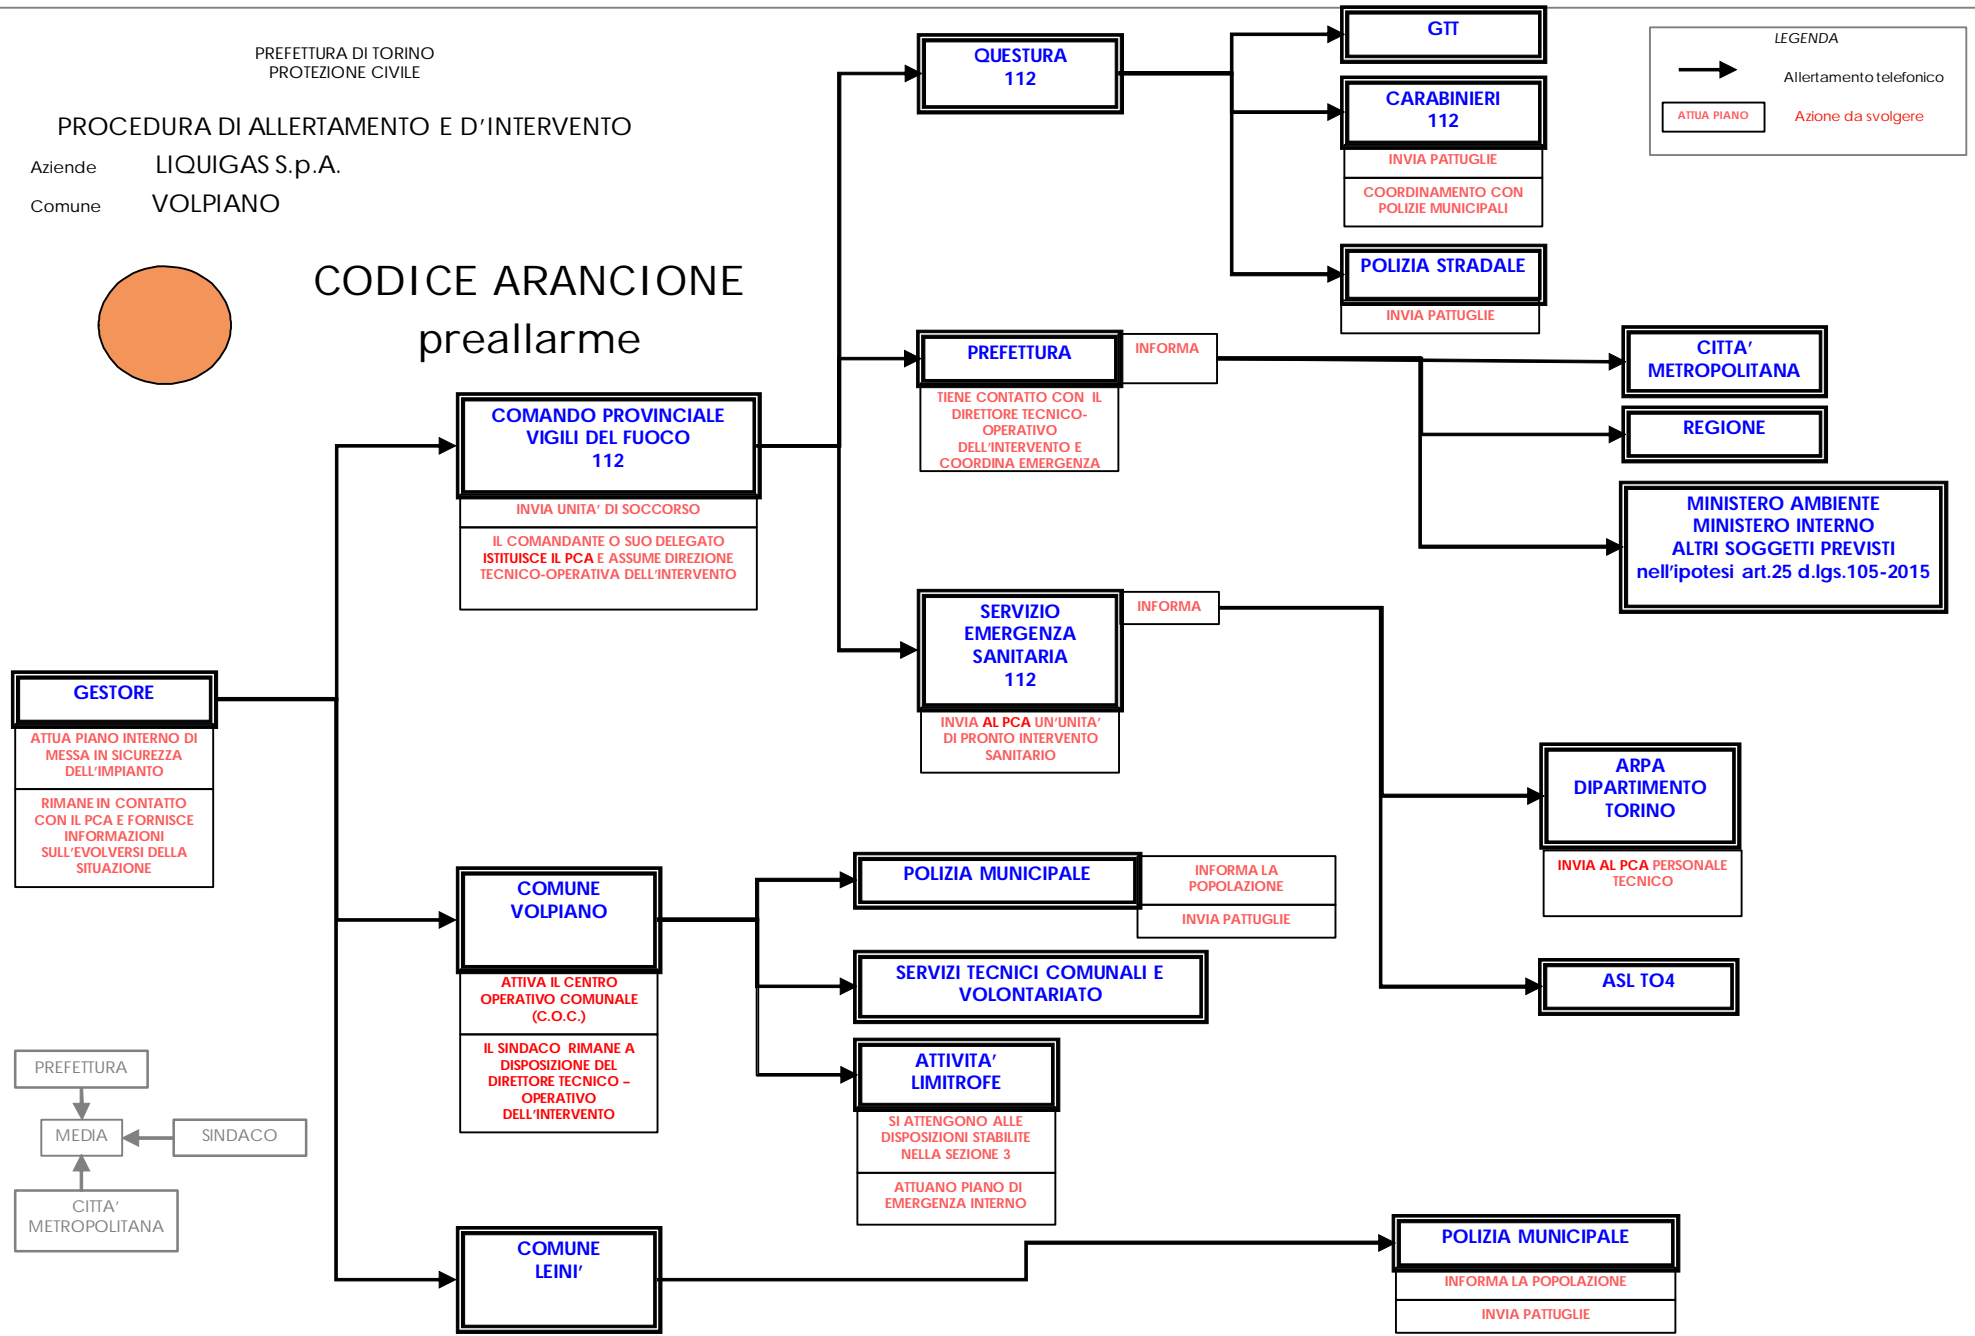 PREFETTURA DI TORINO
PROTEZIONE CIVILE
PROCEDURA DI ALLERTAMENTO E D'INTERVENTO
Aziende LIQUIGAS S.p.A.
Comune VOLPIANO
CODICE ARANCIONE
preallarme
LEGENDA
Allertamento telefonico
ATTUA PIANO
Azione da svolgere
GESTORE
ATTUA PIANO INTERNO DI
MESSA IN SICUREZZA
DELL'IMPIANTO
RIMANE IN CONTATTO
CON IL PCA E FORNISCE
INFORMAZIONI
SULL'EVOLVERSI DELLA
SITUAZIONE
COMANDO PROVINCIALE
VIGILI DEL FUOCO
112
INVIA UNITA' DI SOCCORSO
IL COMANDANTE O SUO DELEGATO
ISTITUISCE IL PCA E ASSUME DIREZIONE
TECNICO-OPERATIVA DELL'INTERVENTO
QUESTURA
112
GTT
CARABINIERI
112
INVIA PATTUGLIE
COORDINAMENTO CON
POLIZIE MUNICIPALI
POLIZIA STRADALE
INVIA PATTUGLIE
PREFETTURA
INFORMA
TIENE CONTATTO CON IL
DIRETTORE TECNICO-
OPERATIVO
DELL'INTERVENTO E
COORDINA EMERGENZA
CITTA'
METROPOLITANA
REGIONE
MINISTERO AMBIENTE
MINISTERO INTERNO
ALTRI SOGGETTI PREVISTI
nell'ipotesi art.25 d.lgs.105-2015
SERVIZIO
EMERGENZA
SANITARIA
112
INFORMA
INVIA AL PCA UN'UNITA'
DI PRONTO INTERVENTO
SANITARIO
ARPA
DIPARTIMENTO
TORINO
INVIA AL PCA PERSONALE
TECNICO
ASL TO4
COMUNE
VOLPIANO
ATTIVA IL CENTRO
OPERATIVO COMUNALE
(C.O.C.)
IL SINDACO RIMANE A
DISPOSIZIONE DEL
DIRETTORE TECNICO –
OPERATIVO
DELL'INTERVENTO
POLIZIA MUNICIPALE
INFORMA LA
POPOLAZIONE
INVIA PATTUGLIE
SERVIZI TECNICI COMUNALI E
VOLONTARIATO
ATTIVITA'
LIMITROFE
SI ATTENGONO ALLE
DISPOSIZIONI STABILITE
NELLA SEZIONE 3
ATTUANO PIANO DI
EMERGENZA INTERNO
COMUNE
LEINI'
POLIZIA MUNICIPALE
INFORMA LA POPOLAZIONE
INVIA PATTUGLIE
PREFETTURA
MEDIA
SINDACO
CITTA'
METROPOLITANA